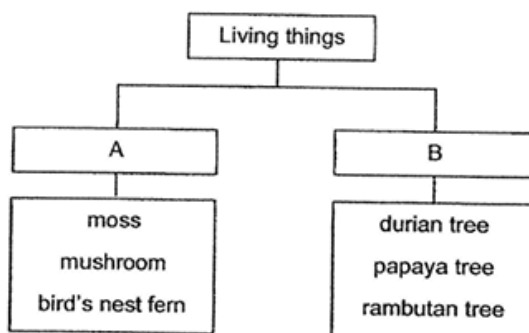 Living things
A
B
moss
mushroom
bird's nest fern
durian tree
papaya tree
rambutan tree